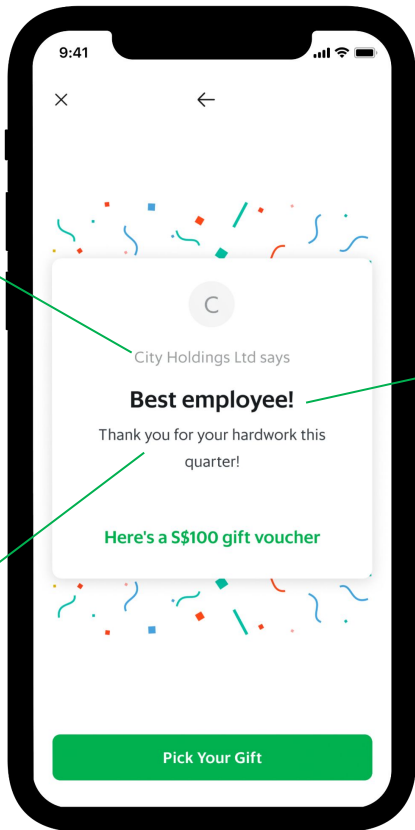 9:41
C
City Holdings Ltd says
Best employee!
Thank you for your hardwork this
quarter!
Here's a S$100 gift voucher
Pick Your Gift